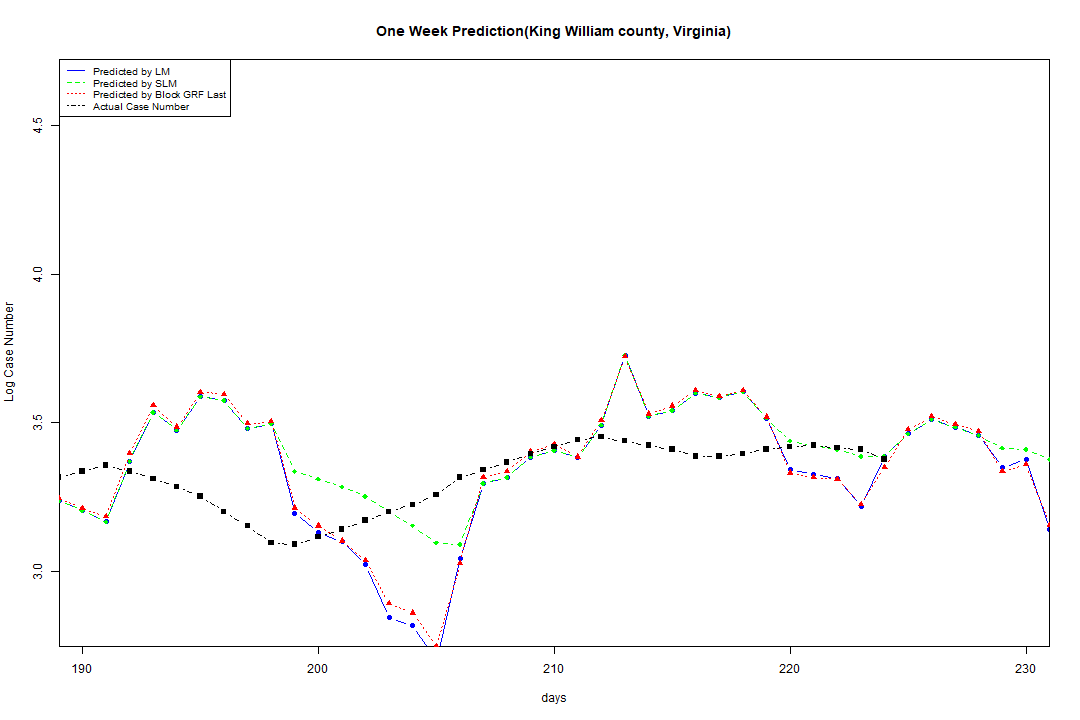 One Week Prediction(King William county, Virginia)
Predicted by LM
Predicted by SLM
Predicted by Block GRF Last
Actual Case Number
4.5
4.0
3.5
3.0
Log Case Number
190 200 210 220 230
days